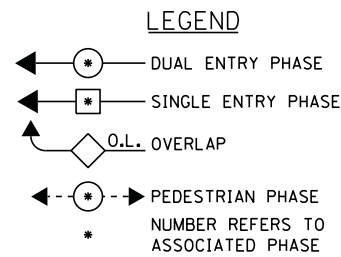 LEGEND
* DUAL ENTRY PHASE
* SINGLE ENTRY PHASE
O.L. OVERLAP
* PEDESTRIAN PHASE
* NUMBER REFERS TO
ASSOCIATED PHASE